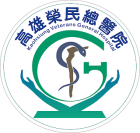 高雄榮民總醫院
Kaohsiung Veterans General Hospital